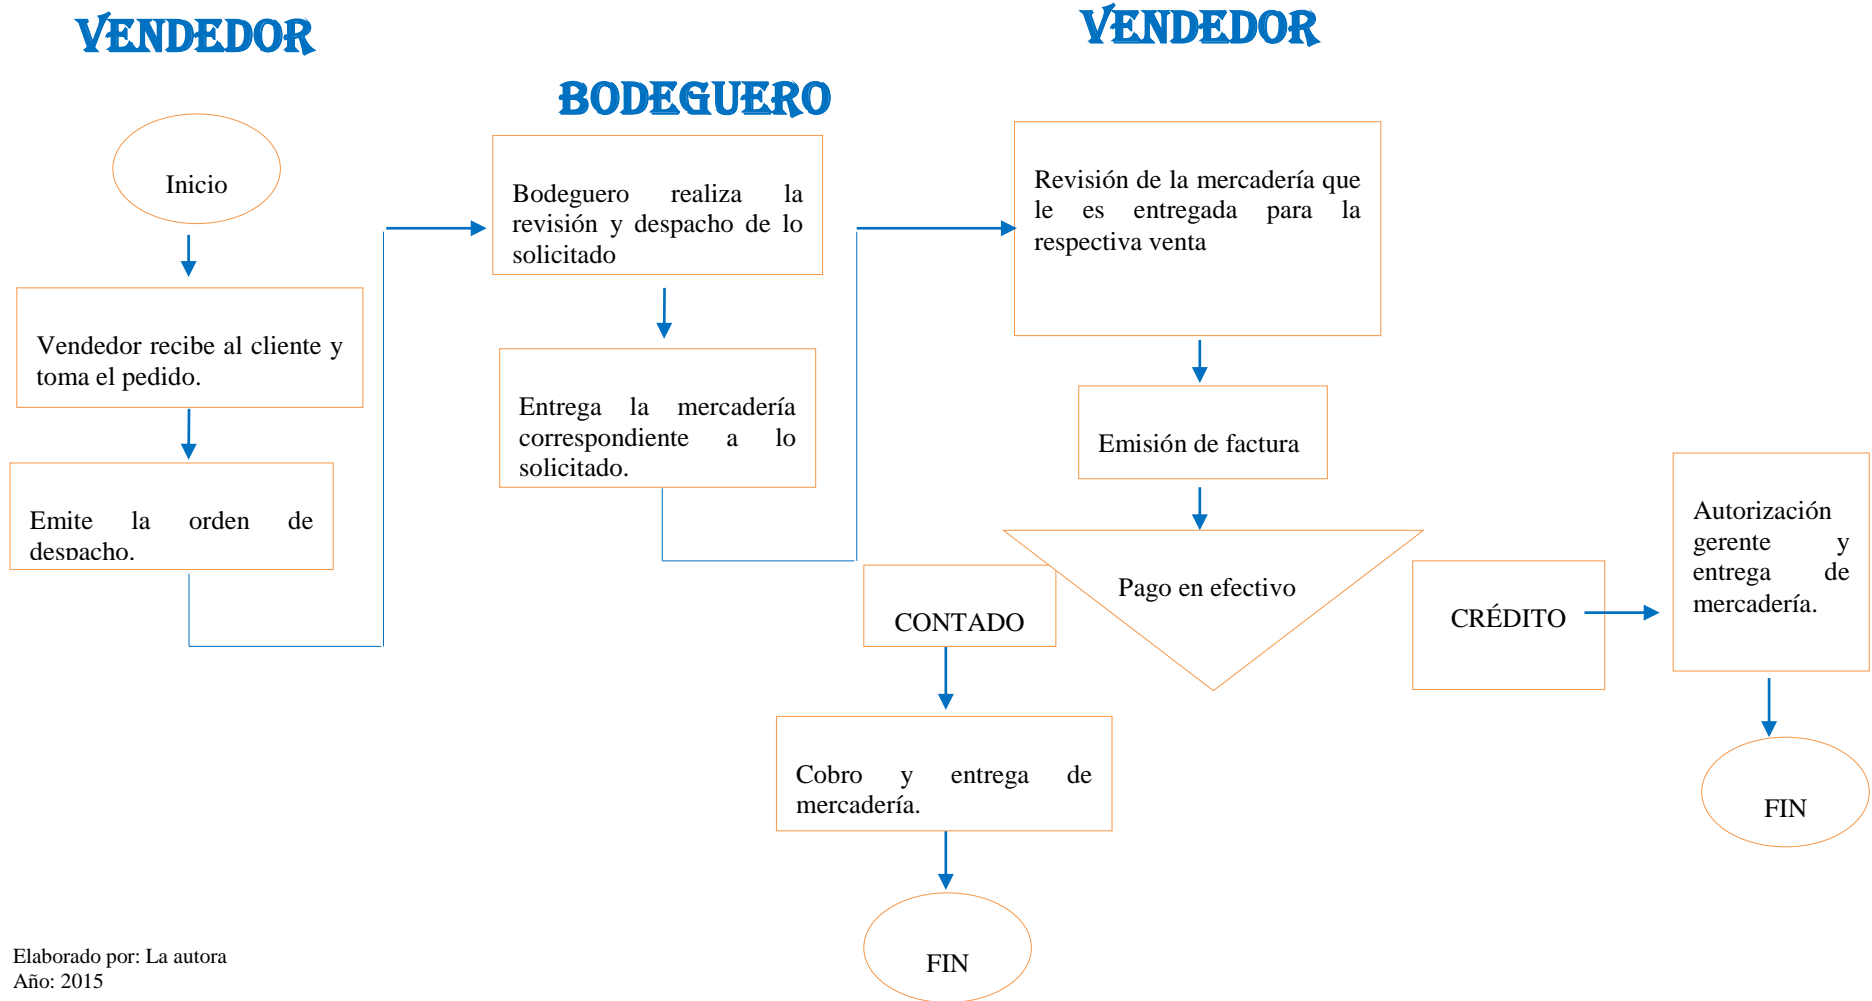 VENDEDOR
Inicio
Vendedor recibe al cliente y
toma el pedido.
Emite la orden de
despacho.
BODEGUERO
Bodeguero realiza la
revisión y despacho de lo
solicitado
Entrega la mercadería
correspondiente a lo
solicitado.
VENDEDOR
Revisión de la mercadería que
le es entregada para la
respectiva venta
Emisión de factura
Pago en efectivo
CONTADO
Cobro y entrega de
mercadería.
FIN
CRÉDITO
Autorización
gerente y
entrega de
mercadería.
FIN
Elaborado por: La autora
Año: 2015